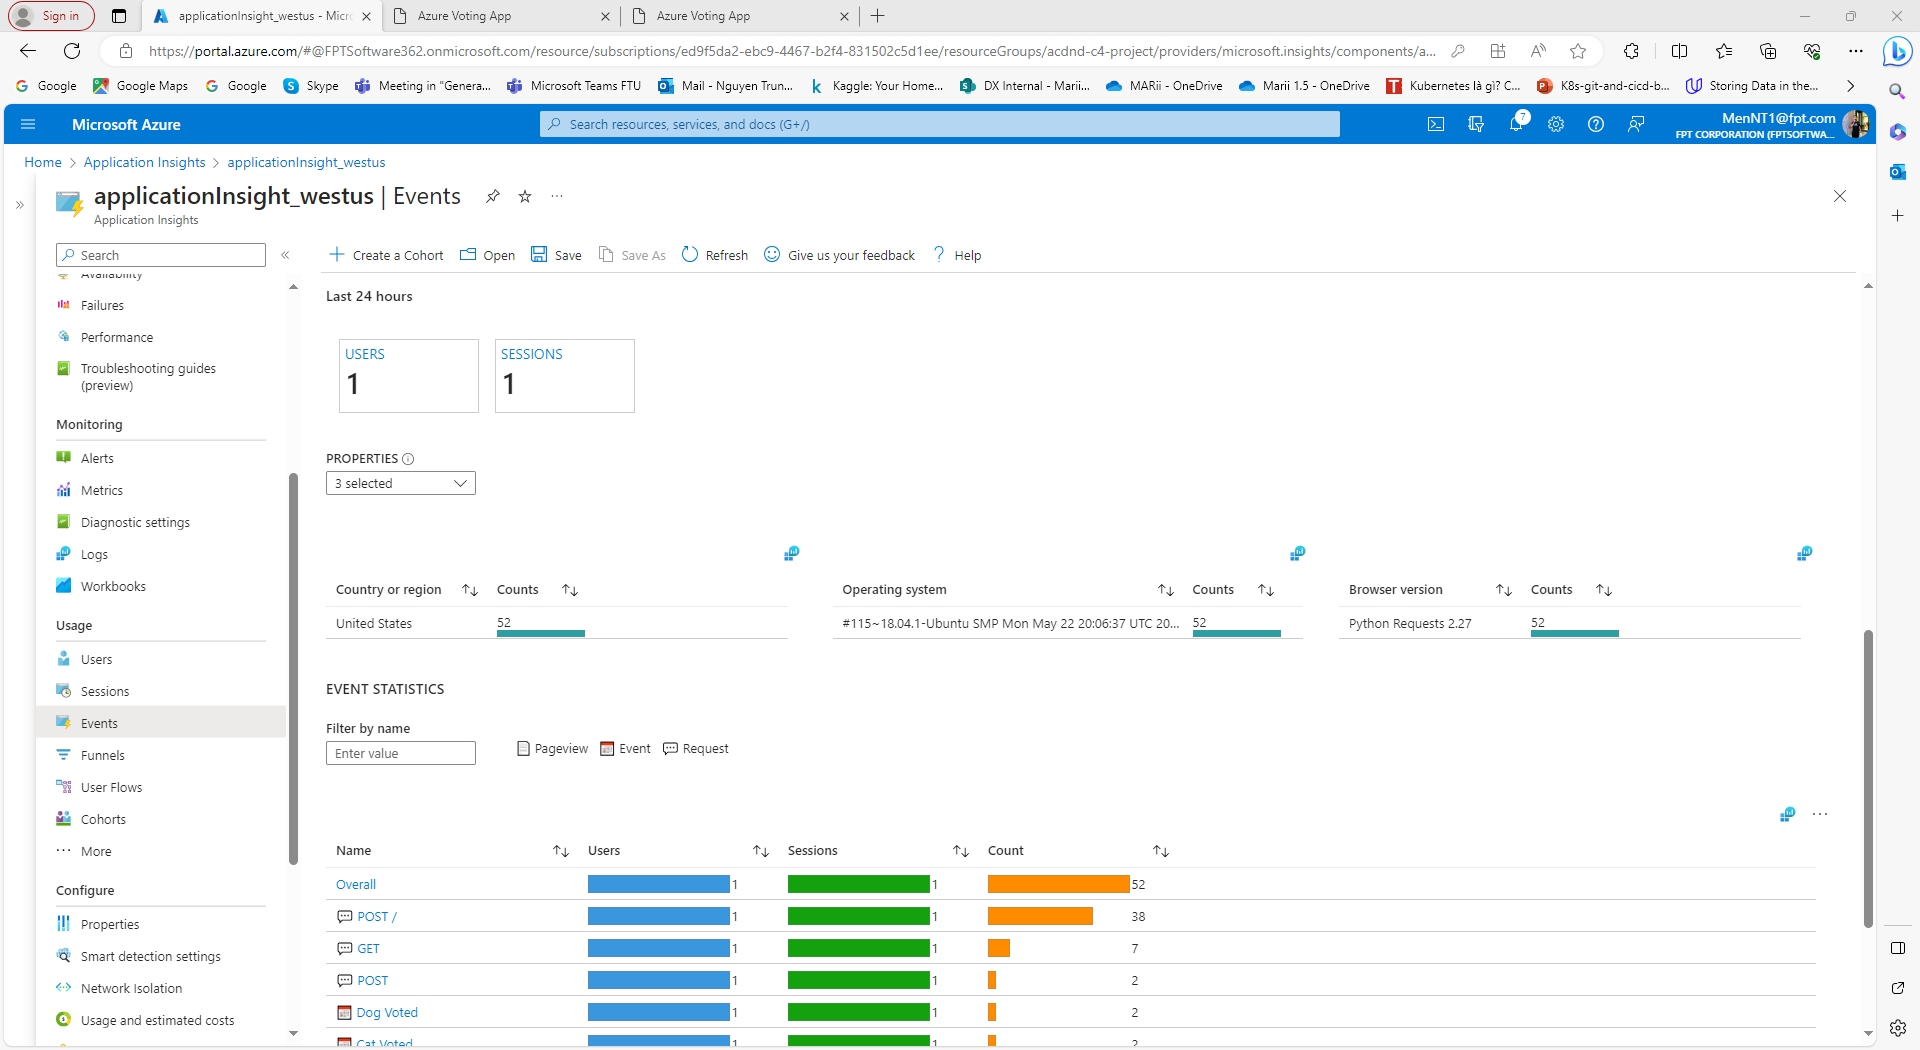 Sign in
applicationInsight_westus - Micr
Azure Voting App
Azure Voting App
https://portal.azure.com/#@FPTSoftware362.onmicrosoft.com/resource/subscriptions/ed9f5da2-ebc9-4467-b2f4-831502c5d1ee/resourceGroups/acdnd-c4-project/providers/microsoft.insights/components/a...
Google
Google Maps
Google
Skype
Meeting in "Genera...
Microsoft Teams FTU
Mail - Nguyen Trun...
Kaggle: Your Home...
DX Internal - Marii...
MARii - OneDrive
Marii 1.5 - OneDrive
Kubernetes là gì? C...
K8s-git-and-cicd-b...
Storing Data in the...
Microsoft Azure
Search resources, services, and docs (G+/)
7
MenNT1@fpt.com
FPT CORPORATION (FPTSOFTWA...
Home > Application Insights > applicationInsight_westus
applicationInsight_westus | Events
Application Insights
Search
Create a Cohort
Open
Save
Save As
Refresh
Give us your feedback
Help
Availability
Failures
Performance
Troubleshooting guides
(preview)
Monitoring
Alerts
Metrics
Diagnostic settings
Logs
Workbooks
Usage
Users
Sessions
Events
Funnels
User Flows
Cohorts
More
Configure
Properties
Smart detection settings
Network Isolation
Usage and estimated costs
Last 24 hours
USERS
1
SESSIONS
1
PROPERTIES
3 selected
Country or region Counts
United States 52
Operating system Counts
#115~18.04.1-Ubuntu SMP Mon May 22 20:06:37 UTC 20... 52
Browser version Counts
Python Requests 2.27 52
EVENT STATISTICS
Filter by name
Enter value
Pageview
Event
Request
Name Users Sessions Count
Overall 1 1 52
POST / 1 1 38
GET 1 1 7
POST 1 1 2
Dog Voted 1 1 2
Cat Voted 1 1 2